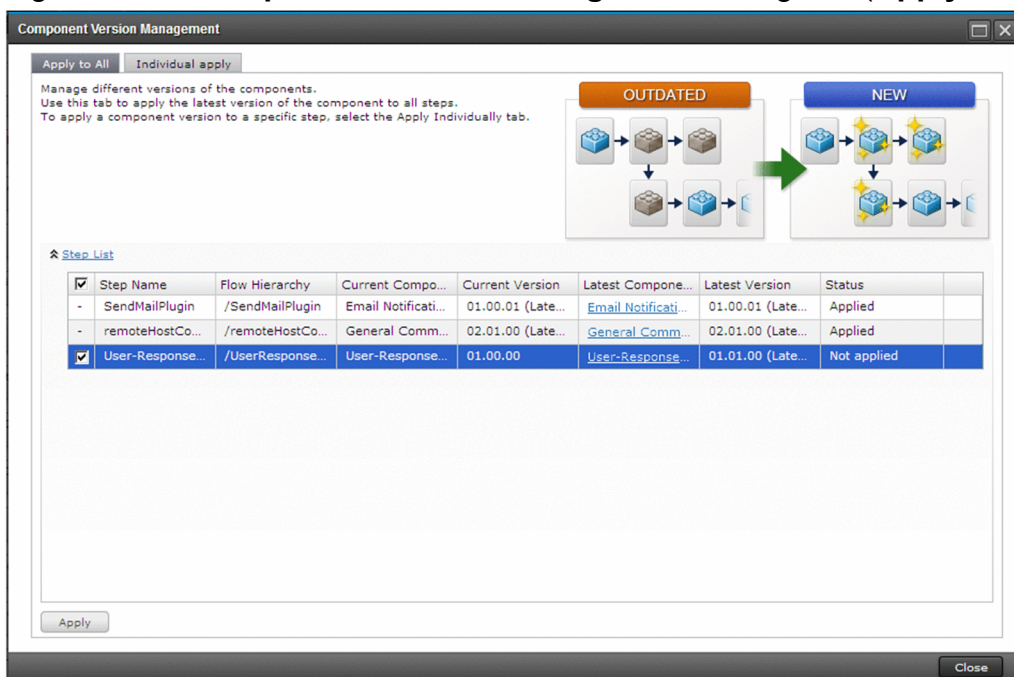 Component Version Management
Apply to All Individual apply
Manage different versions of the components.
Use this tab to apply the latest version of the component to all steps.
To apply a component version to a specific step, select the Apply Individually tab.
OUTDATED NEW
Step List
Step Name Flow Hierarchy Current Compo... Current Version Latest Compone... Latest Version Status
- SendMailPlugin /SendMailPlugin Email Notificati... 01.00.01 (Late... Email Notificati... 01.00.01 (Late... Applied
- remoteHostCo... /remoteHostCo... General Comm... 02.01.00 (Late... General Comm... 02.01.00 (Late... Applied
User-Response... /UserResponse... User-Response... 01.00.00 User-Response... 01.01.00 (Late... Not applied
Apply
Close